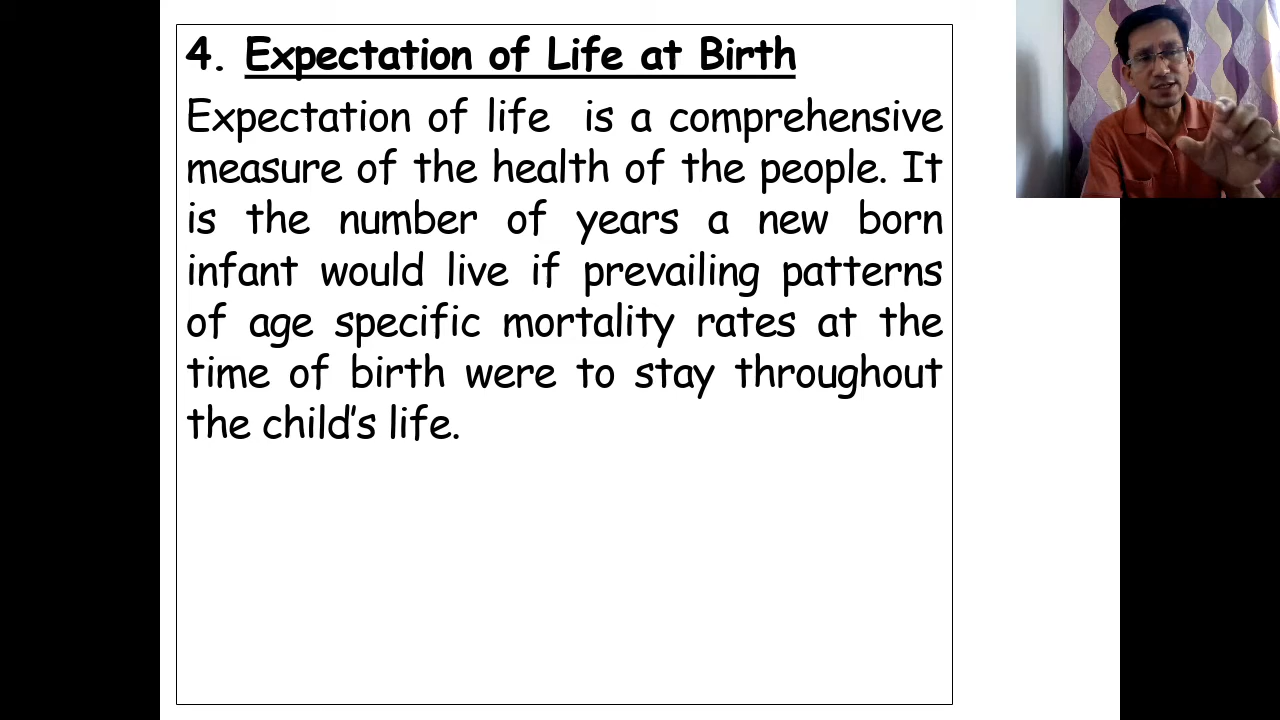 4. Expectation of Life at Birth
Expectation of life is a comprehensive
measure of the health of the people. It
is the number of years a new born
infant would live if prevailing patterns
of age specific mortality rates at the
time of birth were to stay throughout
the child's life.